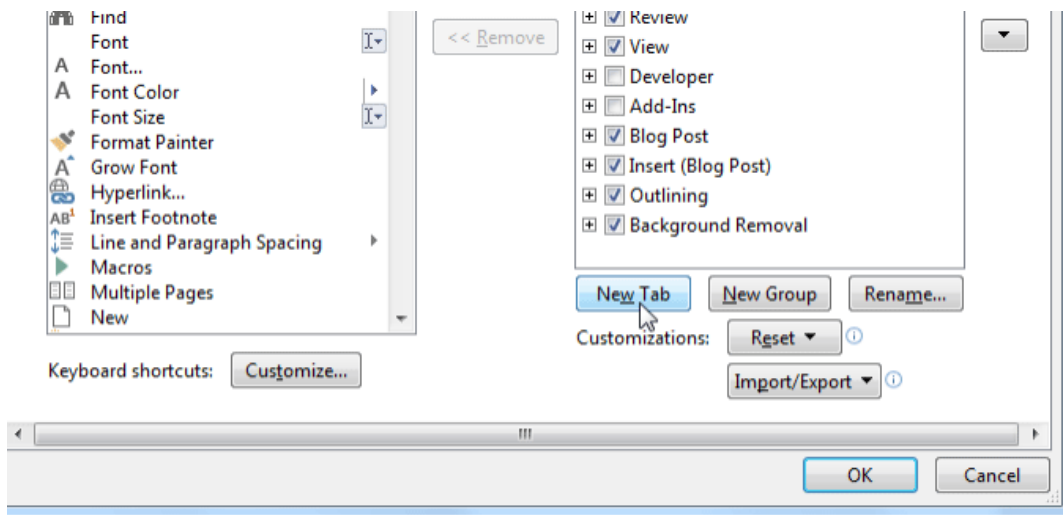 Find
Font
Font...
Font Color
Font Size
Format Painter
Grow Font
Hyperlink...
AB¹ Insert Footnote
Line and Paragraph Spacing
Macros
Multiple Pages
New
Keyboard shortcuts: Customize...
<< Remove
Review
View
Developer
Add-Ins
Blog Post
Insert (Blog Post)
Outlining
Background Removal
New Tab New Group Rename...
Customizations: Reset
Import/Export
OK Cancel